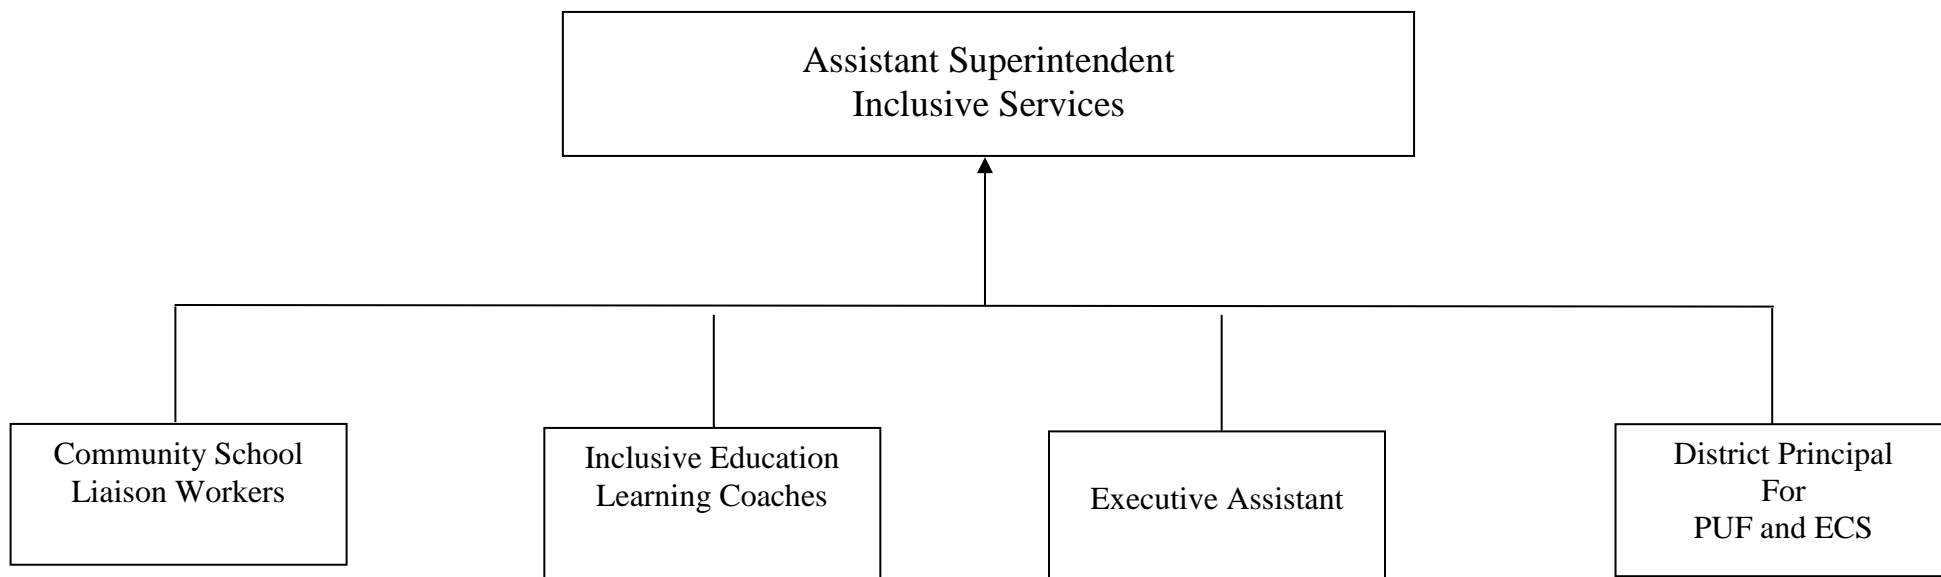 Assistant Superintendent
Inclusive Services
Community School
Liaison Workers
Inclusive Education
Learning Coaches
Executive Assistant
District Principal
For
PUF and ECS